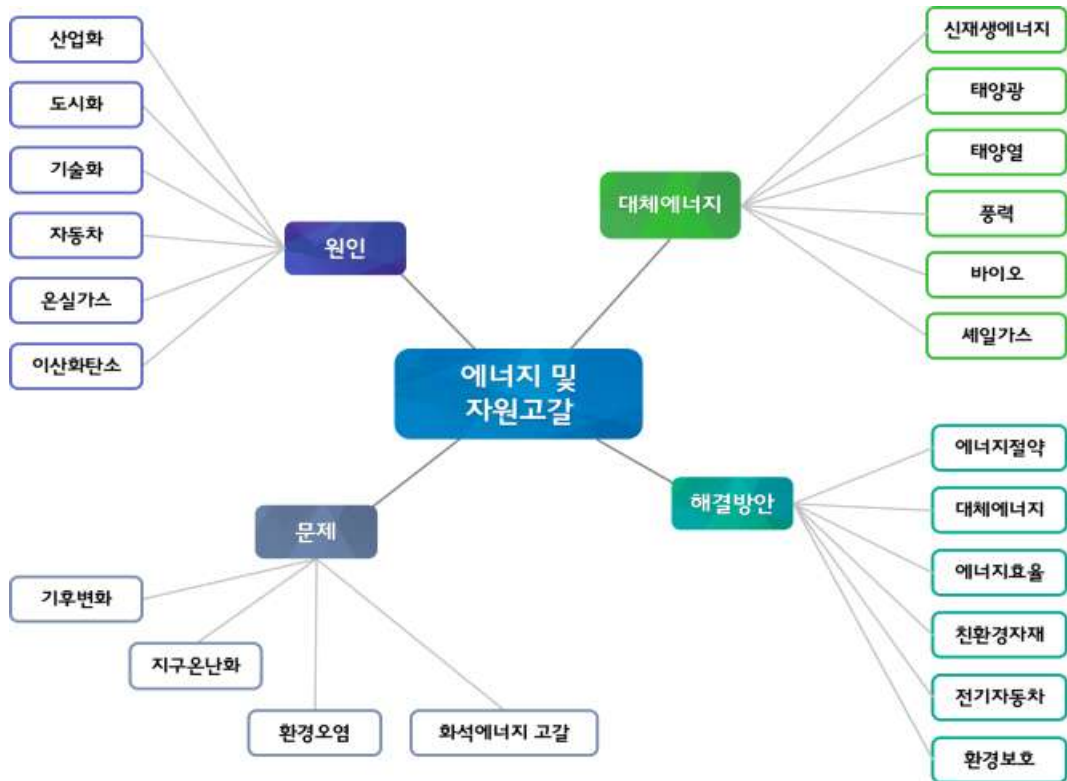 에너지 및
자원고갈
원인
산업화
도시화
기술화
자동차
온실가스
이산화탄소
대체에너지
신재생에너지
태양광
태양열
풍력
바이오
셰일가스
문제
기후변화
지구온난화
환경오염
화석에너지 고갈
해결방안
에너지절약
대체에너지
에너지효율
친환경자재
전기자동차
환경보호